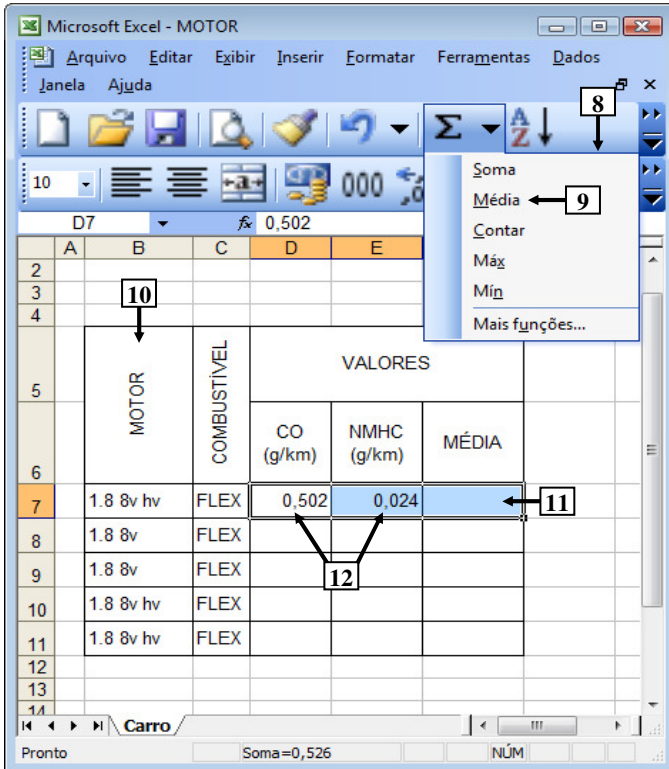 Microsoft Excel - MOTOR
Arquivo Editar Exibir Inserir Formatar Ferramentas Dados
Janela Ajuda
8
Σ A Z
10 a 000
Soma
Média 9
Contar
Máx
Mín
Mais funções...
D7 fx 0,502
A B C D E
2
3
4
10
5 MOTOR COMBUSTÍVEL VALORES
6 CO (g/km) NMHC (g/km) MÉDIA
7 1.8 8v hv FLEX 0,502 0,024 11
8 1.8 8v FLEX
12
9 1.8 8v FLEX
10 1.8 8v hv FLEX
11 1.8 8v hv FLEX
12
13
14
Carro
Pronto Soma=0,526 NÚM